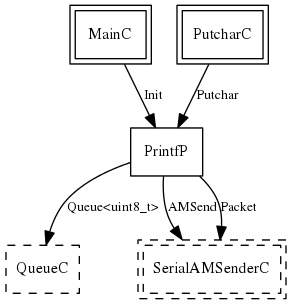 MainC
PutcharC
Init
Putchar
PrintfP
Queue<uint8_t>
AMSend
Packet
QueueC
SerialAMSenderC